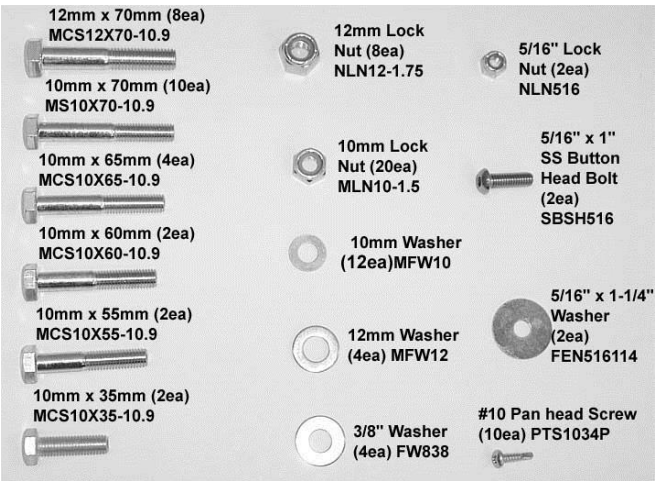 12mm x 70mm (8ea)
MCS12X70-10.9
10mm x 70mm (10ea)
MS10X70-10.9
10mm x 65mm (4ea)
MCS10X65-10.9
10mm x 60mm (2ea)
MCS10X60-10.9
10mm x 55mm (2ea)
MCS10X55-10.9
10mm x 35mm (2ea)
MCS10X35-10.9
12mm Lock
Nut (8ea)
NLN12-1.75
10mm Lock
Nut (20ea)
MLN10-1.5
10mm Washer
(12ea)MFW10
12mm Washer
(4ea) MFW12
3/8" Washer
(4ea) FW838
5/16" Lock
Nut (2ea)
NLN516
5/16" x 1"
SS Button
Head Bolt
(2ea)
SBSH516
5/16" x 1-1/4"
Washer
(2ea)
FEN516114
#10 Pan head Screw
(10ea) PTS1034P